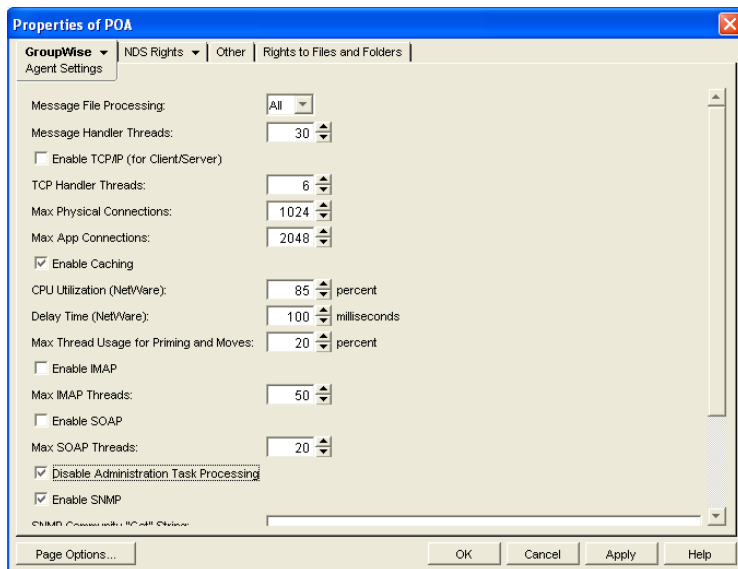 Properties of POA
GroupWise NDS Rights Other Rights to Files and Folders
Agent Settings
Message File Processing: All
Message Handler Threads: 30
Enable TCP/IP (for Client/Server)
TCP Handler Threads: 6
Max Physical Connections: 1024
Max App Connections: 2048
Enable Caching
CPU Utilization (NetWare): 85 percent
Delay Time (NetWare): 100 milliseconds
Max Thread Usage for Priming and Moves: 20 percent
Enable IMAP
Max IMAP Threads: 50
Enable SOAP
Max SOAP Threads: 20
Disable Administration Task Processing
Enable SNMP
SNMP Community "Get" String:
Page Options... OK Cancel Apply Help